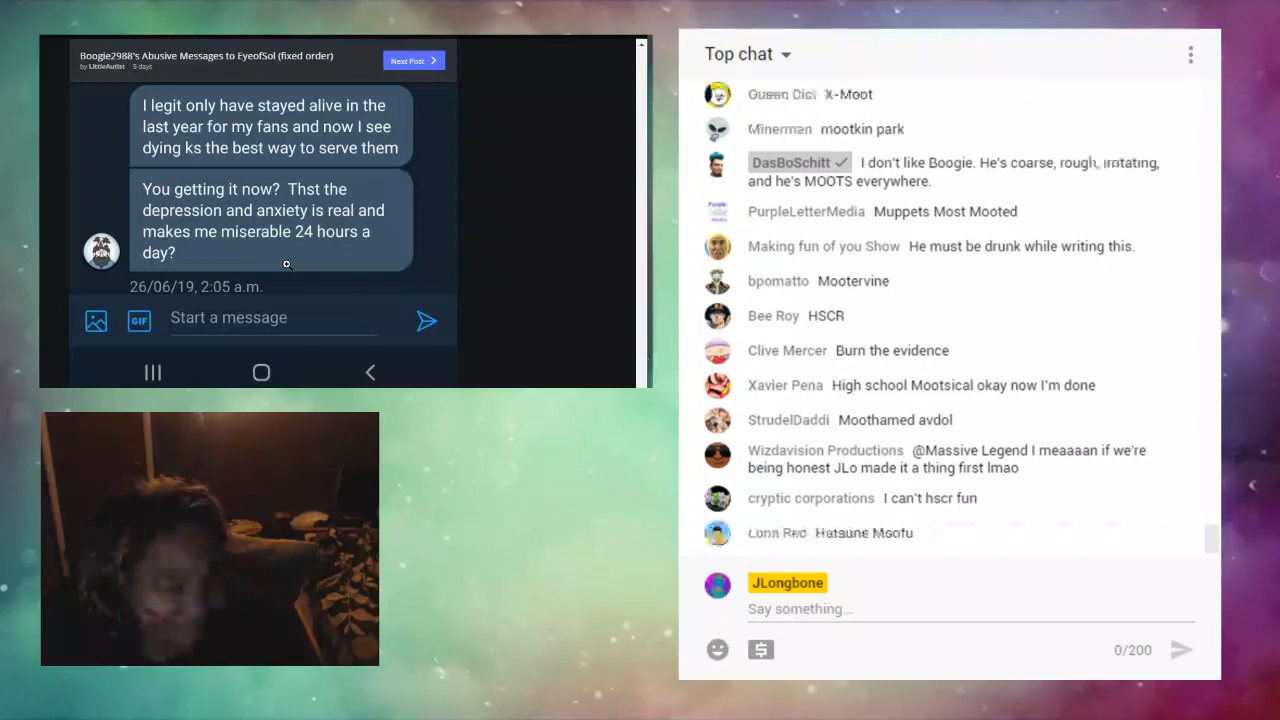 Boogie2988's Abusive Messages to EyeofSol (fixed order)
by LittleAutist 5 days
Next Post
I legit only have stayed alive in the
last year for my fans and now I see
dying ks the best way to serve them
You getting it now? Thst the
depression and anxiety is real and
makes me miserable 24 hours a
day?
26/06/19, 2:05 a.m.
GIF
Start a message
Top chat
X-Moot
Minerman mootkin park
DasBoSchitt I don't like Boogie. He's coarse, rough, irritating,
and he's MOOTS everywhere.
PurpleLetterMedia Muppets Most Mooted
Making fun of you Show He must be drunk while writing this.
bpomatto Mootervine
Bee Roy HSCR
Clive Mercer Burn the evidence
Xavier Pena High school Mootsical okay now I'm done
StrudelDaddi Moothamed avdol
Wizdavision Productions @Massive Legend I meaaaan if we're
being honest JLo made it a thing first lmao
cryptic corporations I can't hscr fun
Hatsune Moofu
JLongbone
Say something...
0/200